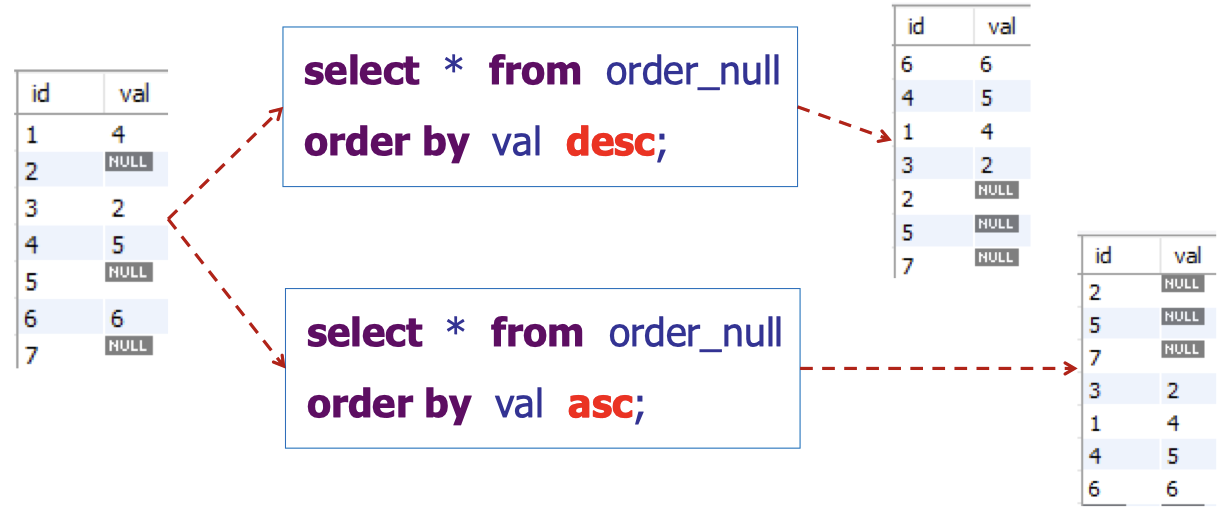 id val
1 4
2 NULL
3 2
4 5
5 NULL
6 6
7 NULL
select * from order_null
order by val desc;
id val
6 6
4 5
1 4
3 2
2 NULL
5 NULL
7 NULL
select * from order_null
order by val asc;
id val
2 NULL
5 NULL
7 NULL
3 2
1 4
4 5
6 6